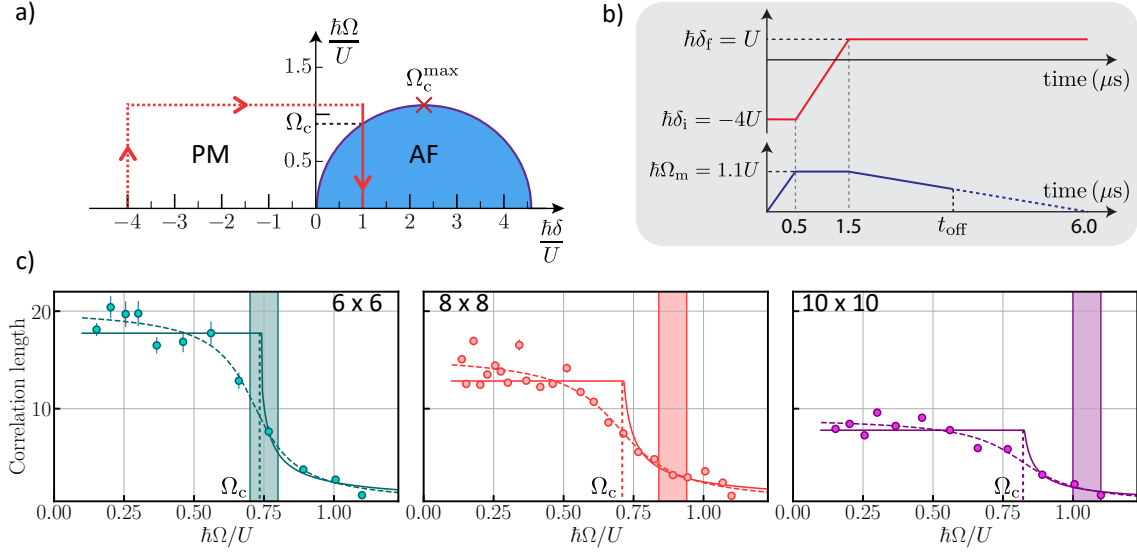 a)
ħΩ/U
1.5
Ω_c^max
Ω_c
0.5
PM
AF
−4 −3 −2 −1 0 1 2 3 4
ħδ/U
b)
ħδ_f = U
time (μs)
ħδ_i = −4U
ħΩ_m = 1.1U
time (μs)
0.5 1.5 t_off 6.0
c)
Correlation length
20
10
6 x 6
Ω_c
0.00 0.25 0.50 0.75 1.00
ħΩ/U
8 x 8
Ω_c
0.00 0.25 0.50 0.75 1.00
ħΩ/U
10 x 10
Ω_c
0.00 0.25 0.50 0.75 1.00
ħΩ/U